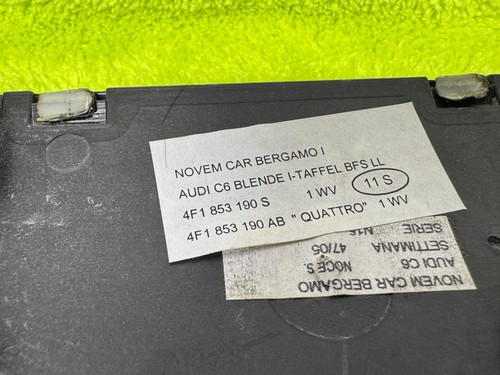 NOVEM CAR BERGAMO I
AUDI C6 BLENDE I-TAFFEL BFS LL
4F1 853 190 S 1 WV 11 S
4F1 853 190 AB " QUATTRO" 1 WV
NOVEM CAR BERGAMO
AUDI C6 NOCE S.
SETTIMANA 47/05
SERIE N16